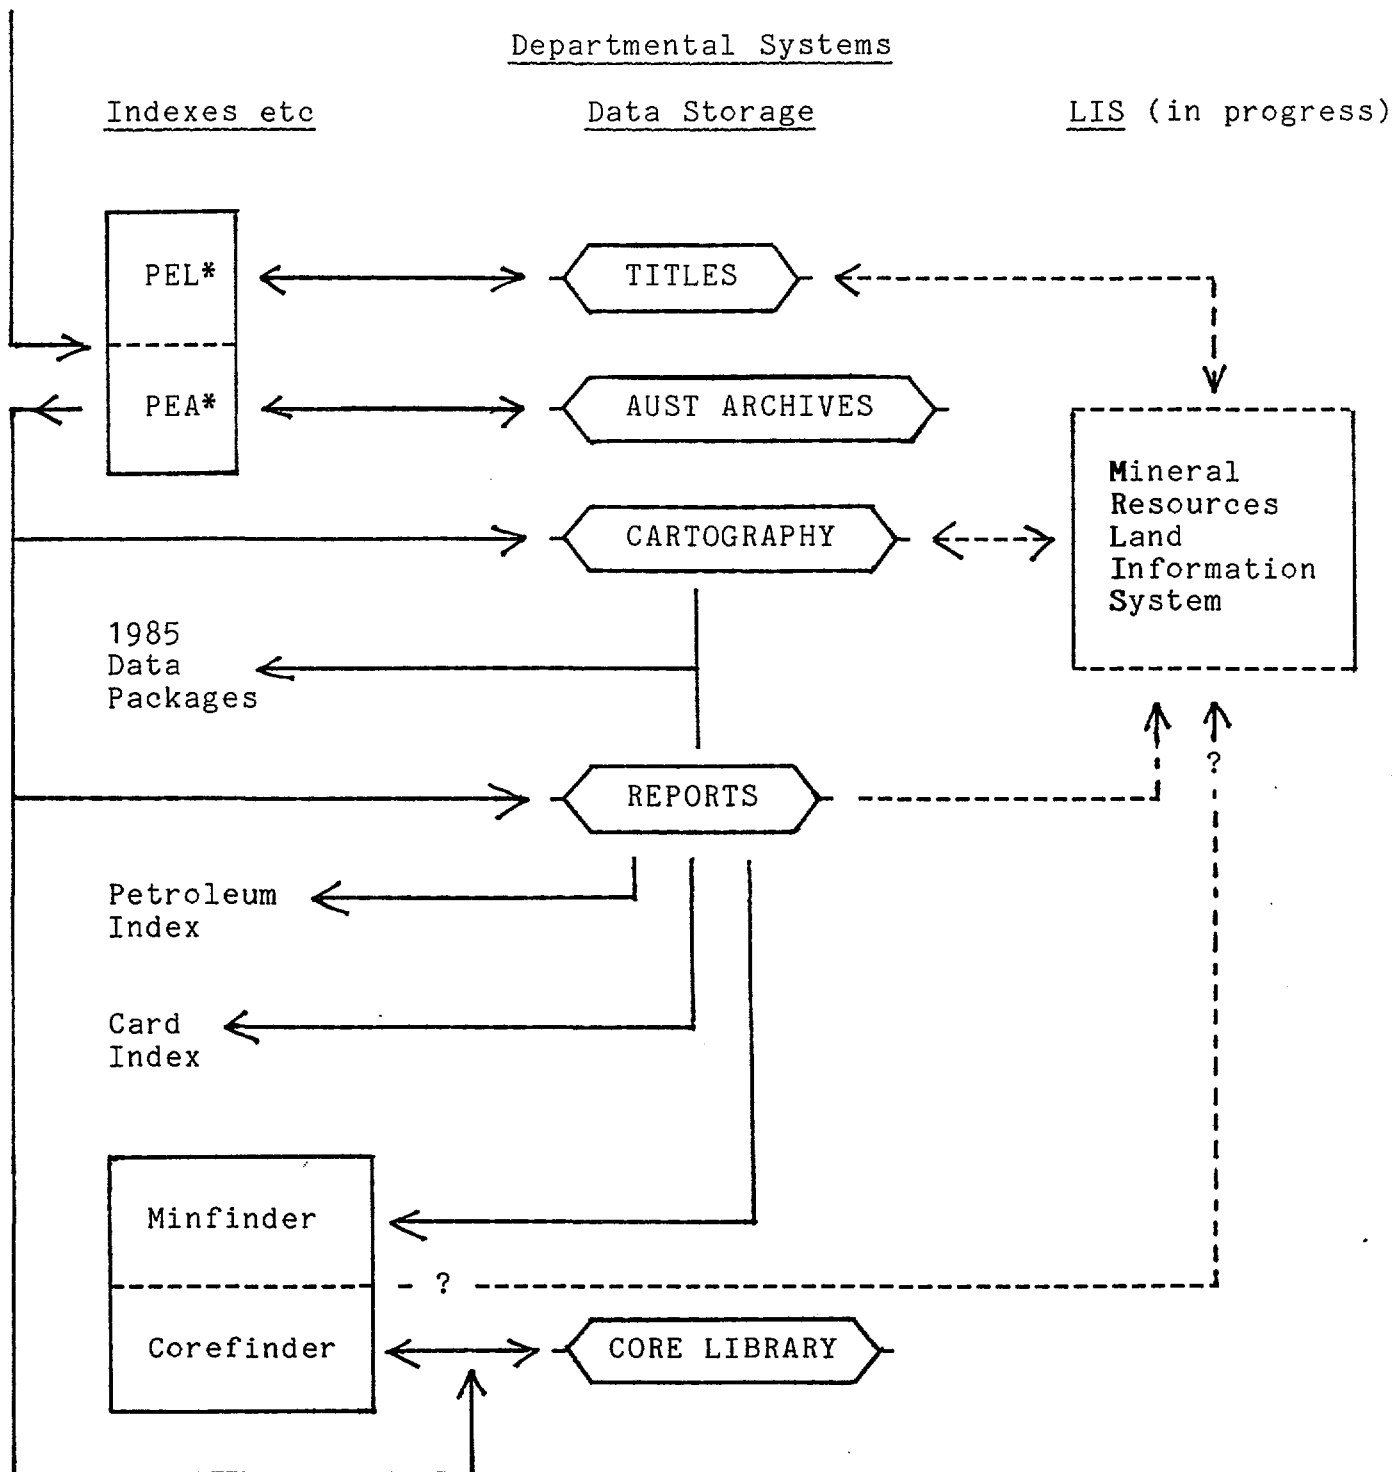 Departmental Systems
Indexes etc
Data Storage
LIS (in progress)
PEL*
TITLES
PEA*
AUST ARCHIVES
Mineral
Resources
Land
Information
System
CARTOGRAPHY
1985
Data
Packages
?
REPORTS
Petroleum
Index
Card
Index
Minfinder
?
Corefinder
CORE LIBRARY